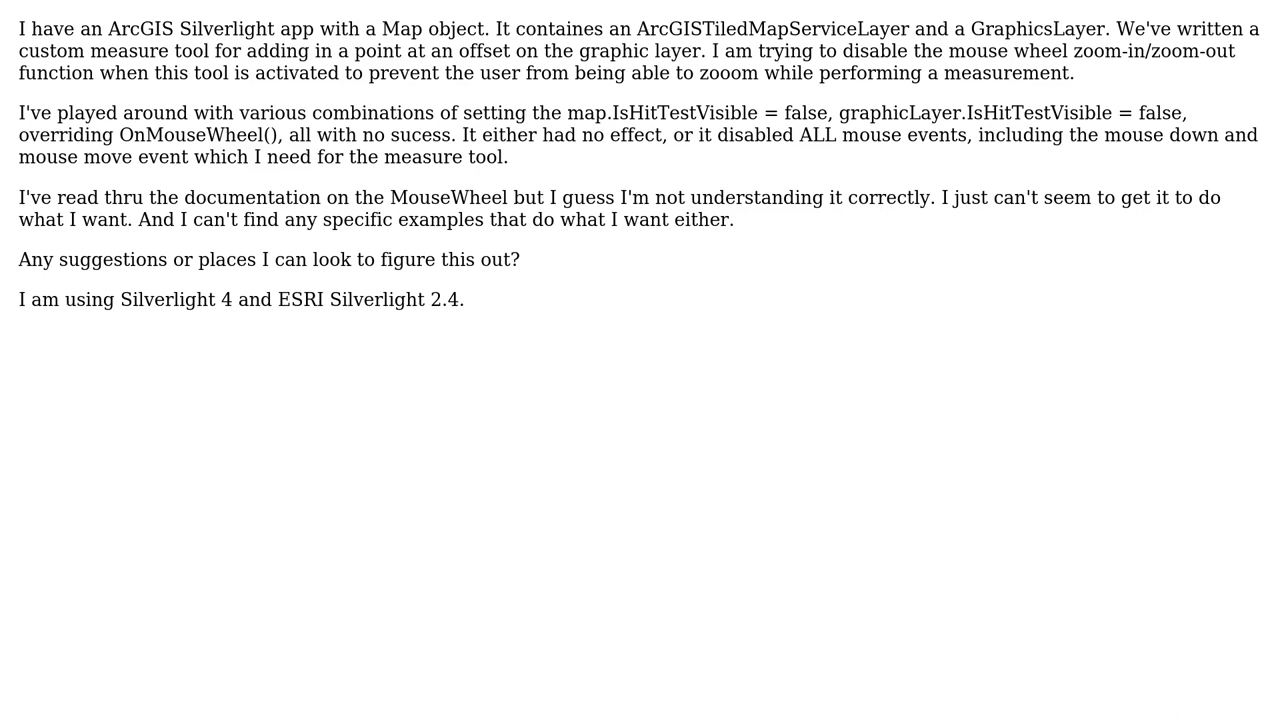 I have an ArcGIS Silverlight app with a Map object. It containes an ArcGISTiledMapServiceLayer and a GraphicsLayer. We've written a
custom measure tool for adding in a point at an offset on the graphic layer. I am trying to disable the mouse wheel zoom-in/zoom-out
function when this tool is activated to prevent the user from being able to zooom while performing a measurement.
I've played around with various combinations of setting the map.IsHitTestVisible = false, graphicLayer.IsHitTestVisible = false,
overriding OnMouseWheel(), all with no sucess. It either had no effect, or it disabled ALL mouse events, including the mouse down and
mouse move event which I need for the measure tool.
I've read thru the documentation on the MouseWheel but I guess I'm not understanding it correctly. I just can't seem to get it to do
what I want. And I can't find any specific examples that do what I want either.
Any suggestions or places I can look to figure this out?
I am using Silverlight 4 and ESRI Silverlight 2.4.